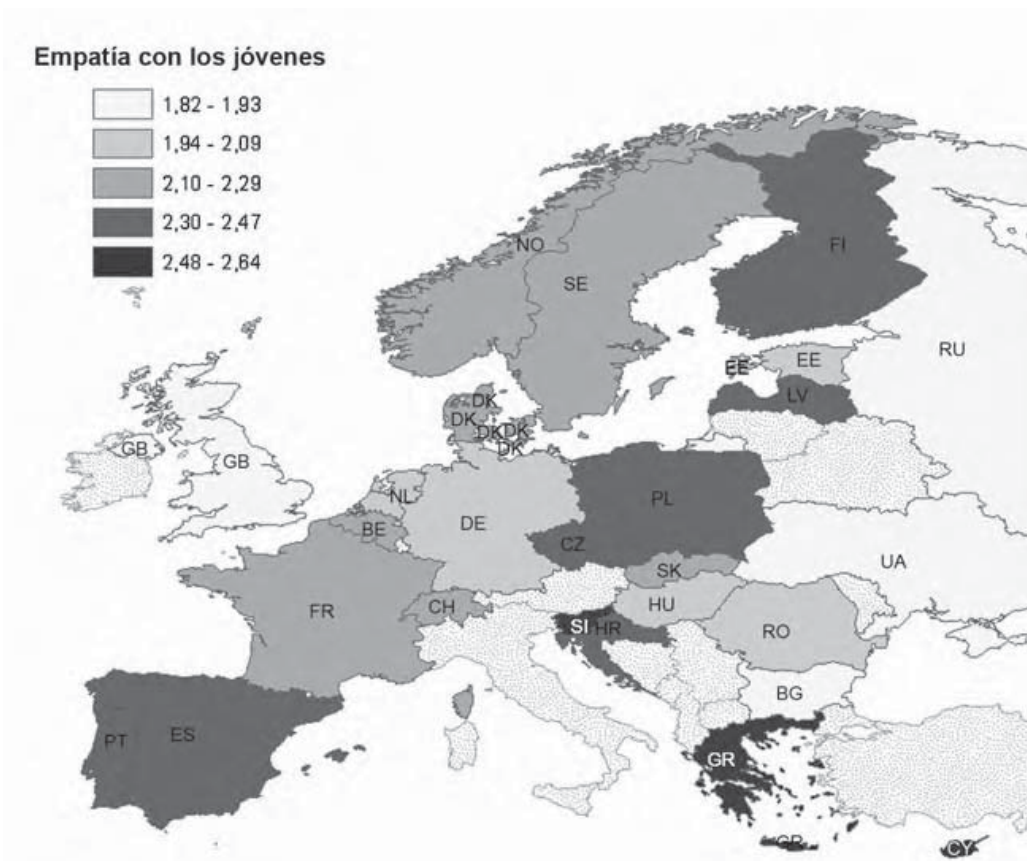 Empatía con los jóvenes
1,82 - 1,93
1,94 - 2,09
2,10 - 2,29
2,30 - 2,47
2,48 - 2,64
NO
FI
SE
RU
EE
EE
LV
DK
DK
DK
DK
DK
GB
GB
NL
PL
DE
BE
CZ
UA
SK
FR
CH
HU
SI
HR
RO
BG
PT
ES
GR
GR
CY